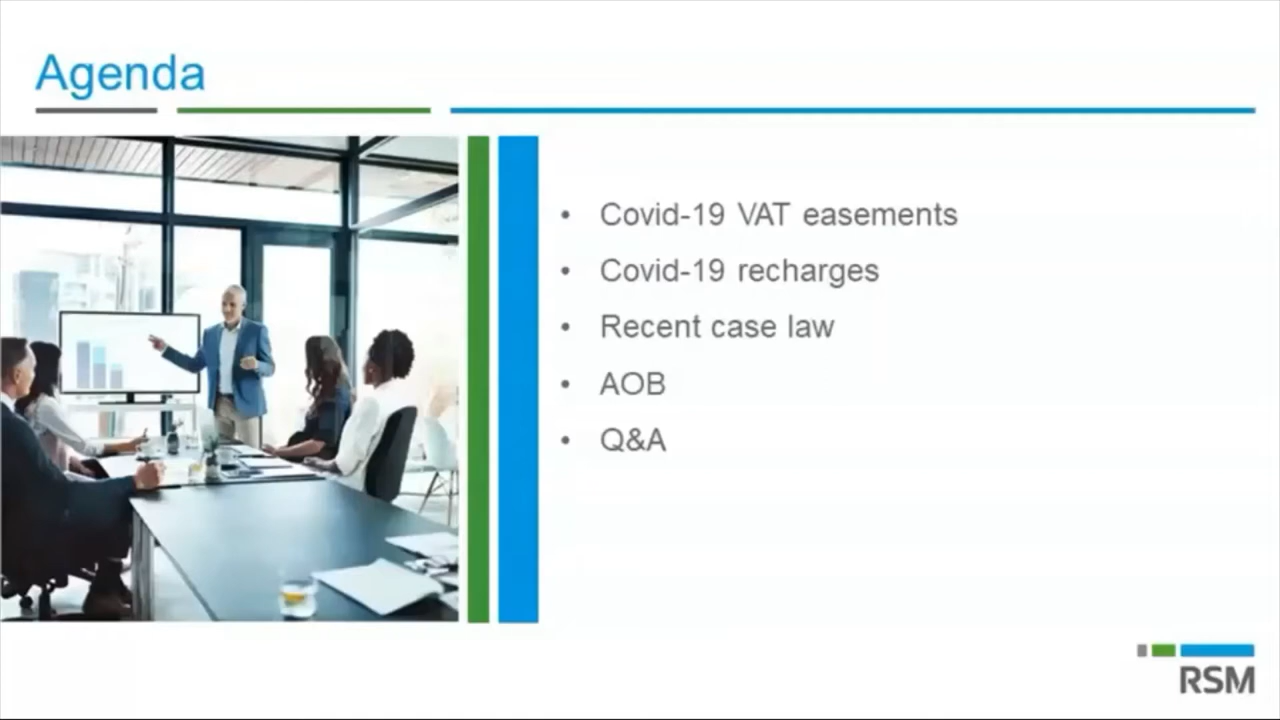 Agenda
• Covid-19 VAT easements
• Covid-19 recharges
• Recent case law
• AOB
• Q&A
RSM